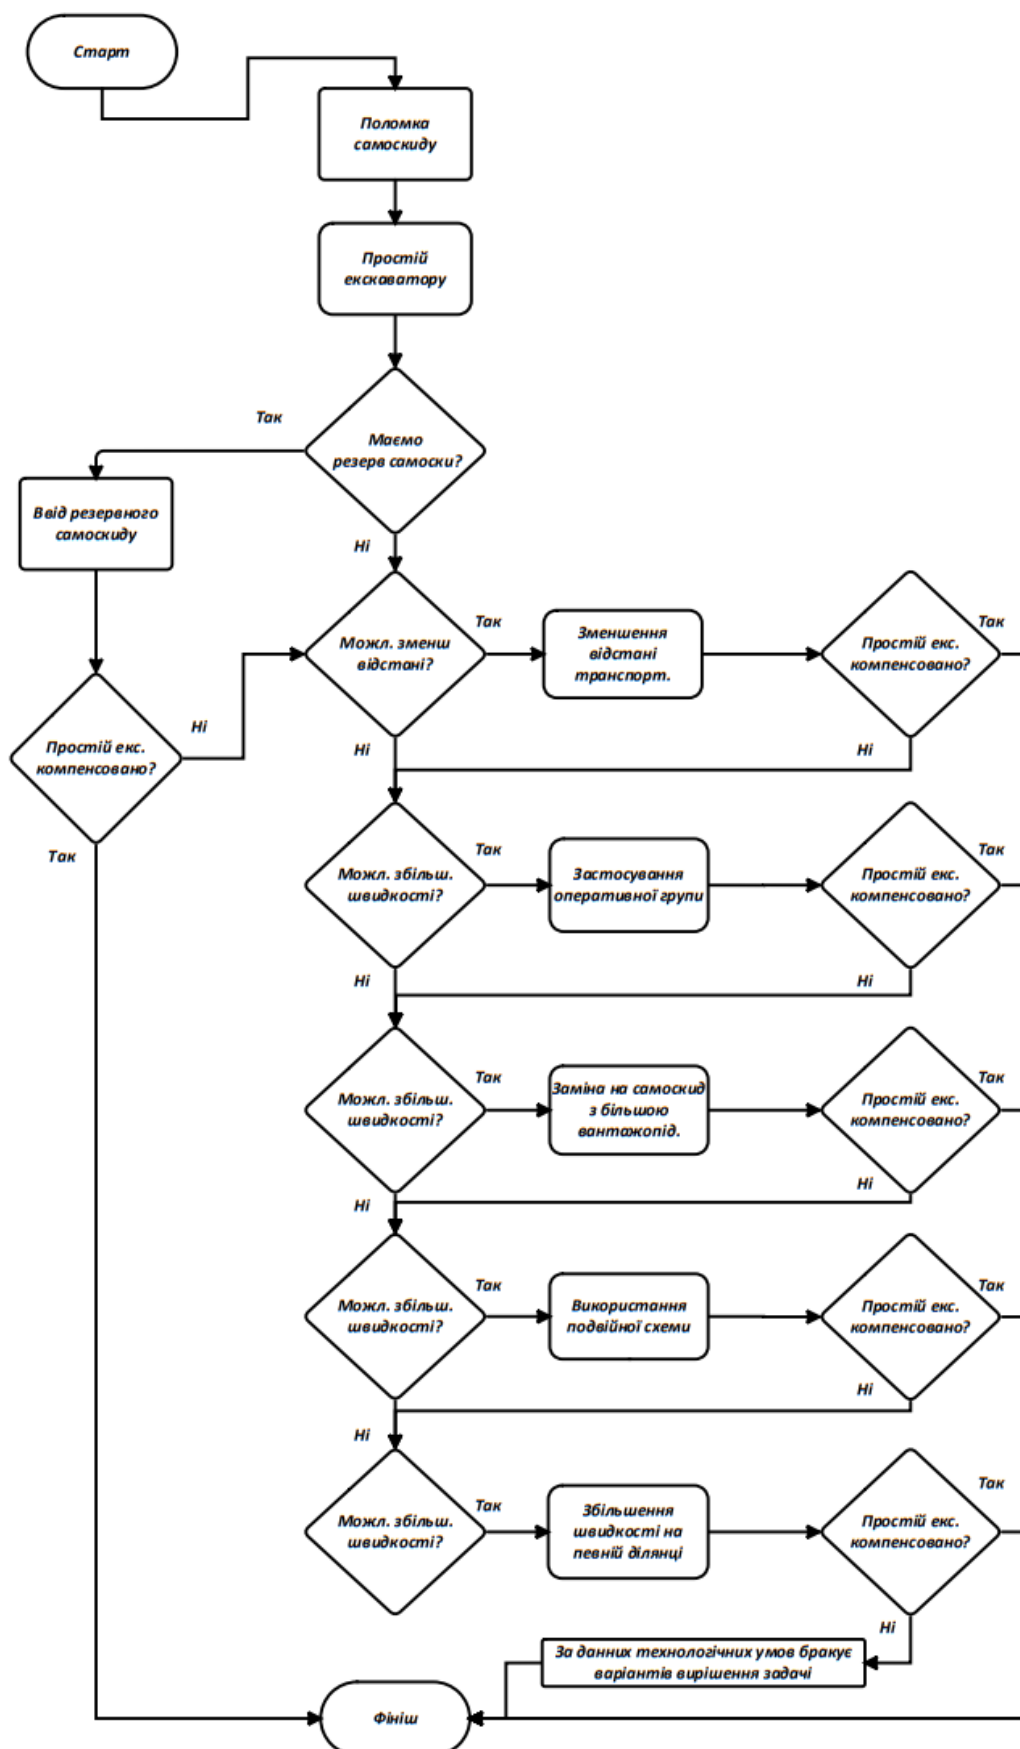 Старт
Поломка
самоскиду
Простій
екскаватору
Маємо
резерв самоски?
Так
Ввід резервного
самоскиду
Ні
Можл. зменш
відстані?
Так
Зменшення
відстані
транспорт.
Простій екс.
компенсовано?
Так
Простій екс.
компенсовано?
Ні
Так
Ні
Ні
Можл. збільш.
швидкості?
Так
Застосування
оперативної групи
Простій екс.
компенсовано?
Так
Ні
Ні
Можл. збільш.
швидкості?
Так
Заміна на самоскид
з більшою
вантажопід.
Простій екс.
компенсовано?
Так
Ні
Ні
Можл. збільш.
швидкості?
Так
Використання
подвійної схеми
Простій екс.
компенсовано?
Так
Ні
Ні
Можл. збільш.
швидкості?
Так
Збільшення
швидкості на
певній ділянці
Простій екс.
компенсовано?
Так
Ні
За даних технологічних умов бракує
варіантів вирішення задачі
Фініш